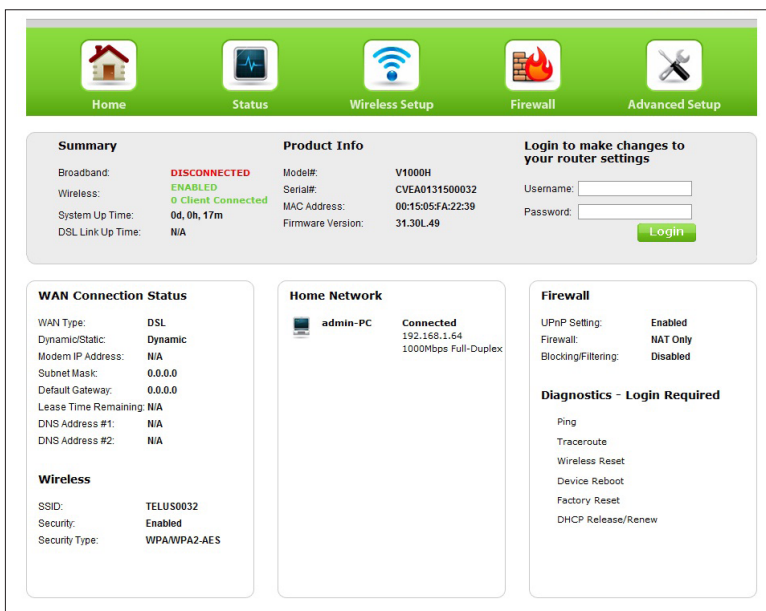 Home Status Wireless Setup Firewall Advanced Setup
Summary
Broadband: DISCONNECTED
Wireless: ENABLED
0 Client Connected
System Up Time: 0d, 0h, 17m
DSL Link Up Time: N/A
Product Info
Model#: V1000H
Serial#: CVEA0131500032
MAC Address: 00:15:05:FA:22:39
Firmware Version: 31.30L.49
Login to make changes to
your router settings
Username:
Password:
Login
WAN Connection Status
WAN Type: DSL
Dynamic/Static: Dynamic
Modem IP Address: N/A
Subnet Mask: 0.0.0.0
Default Gateway: 0.0.0.0
Lease Time Remaining: N/A
DNS Address #1: N/A
DNS Address #2: N/A
Wireless
SSID: TELUS0032
Security: Enabled
Security Type: WPA/WPA2-AES
Home Network
admin-PC Connected
192.168.1.64
1000Mbps Full-Duplex
Firewall
UPnP Setting: Enabled
Firewall: NAT Only
Blocking/Filtering: Disabled
Diagnostics - Login Required
Ping
Traceroute
Wireless Reset
Device Reboot
Factory Reset
DHCP Release/Renew